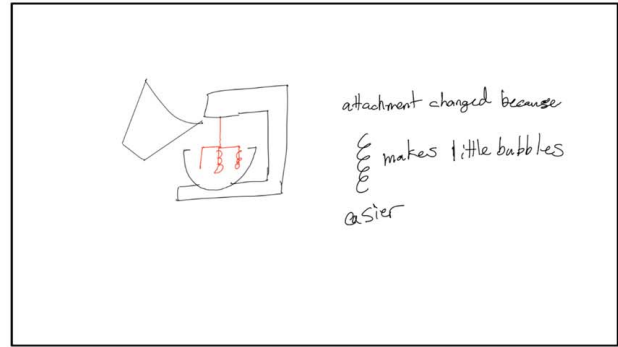 attachment changed because
makes little bubbles
easier